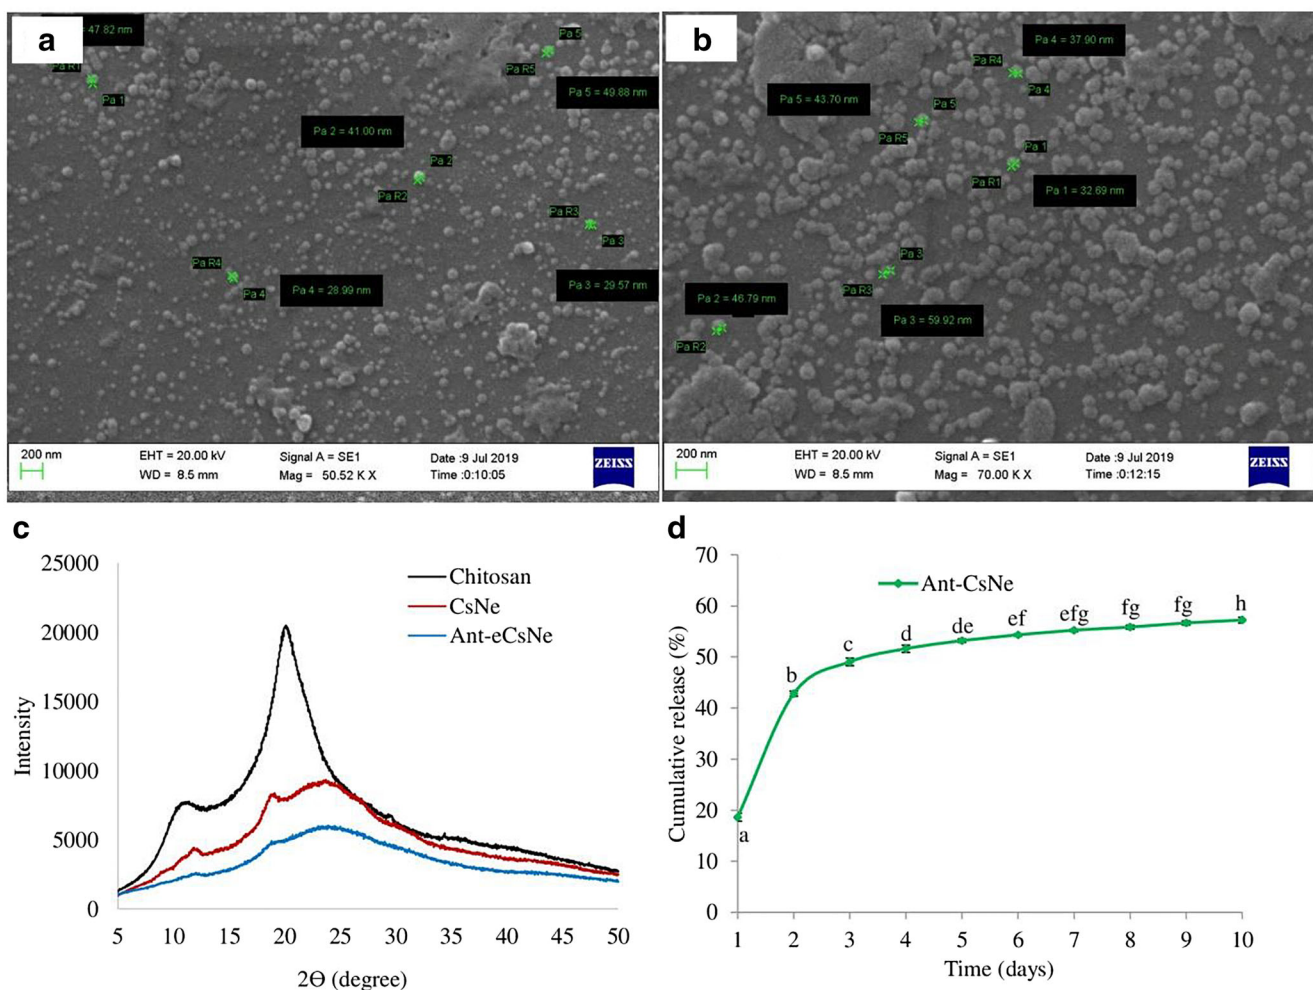 a
47.82 nm
Pa R1
Pa 1
Pa 5
Pa R5
Pa 5 = 49.88 nm
Pa 2 = 41.00 nm
Pa 2
Pa R2
Pa R3
Pa 3
Pa R4
Pa 4
Pa 4 = 28.99 nm
Pa 3 = 29.57 nm
200 nm
EHT = 20.00 kV
Signal A = SE1
Date :9 Jul 2019
WD = 8.5 mm
Mag = 50.52 K X
Time :0:10:05
ZEISS
b
Pa 4 = 37.90 nm
Pa R4
Pa 4
Pa 5 = 43.70 nm
Pa 5
Pa R5
Pa 1
Pa R1
Pa 1 = 32.69 nm
Pa 3
Pa R3
Pa 2 = 46.79 nm
Pa 3 = 59.92 nm
Pa R2
200 nm
EHT = 20.00 kV
Signal A = SE1
Date :9 Jul 2019
WD = 8.5 mm
Mag = 70.00 K X
Time :0:12:15
ZEISS
c
25000
20000
15000
10000
5000
0
Intensity
Chitosan
CsNe
Ant-eCsNe
5 10 15 20 25 30 35 40 45 50
2Ө (degree)
d
70
60
50
40
30
20
10
0
Cumulative release (%)
Ant-CsNe
a b c d de ef efg fg fg h
1 2 3 4 5 6 7 8 9 10
Time (days)